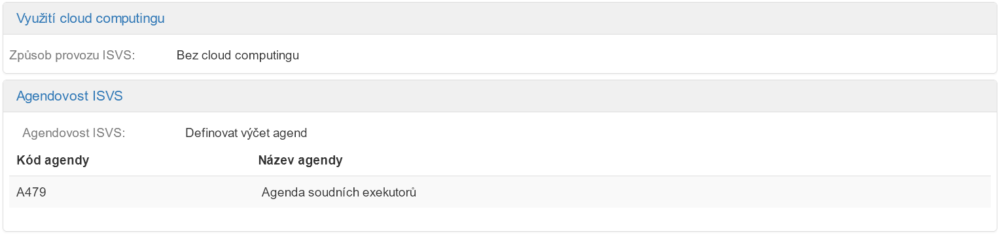 Využití cloud computingu
Způsob provozu ISVS: Bez cloud computingu
Agendovost ISVS
Agendovost ISVS: Definovat výčet agend
Kód agendy Název agendy
A479 Agenda soudních exekutorů